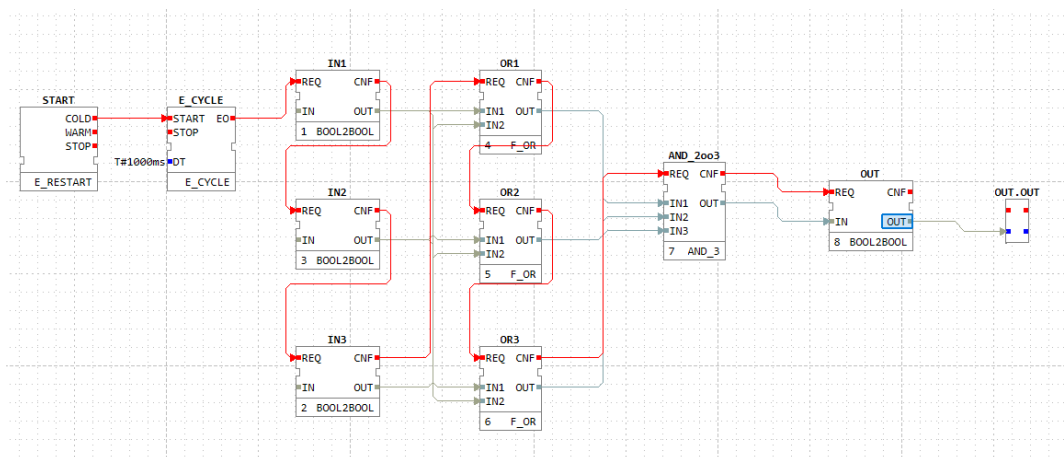 START
COLD
WARM
STOP
E_RESTART
E_CYCLE
START EO
STOP
T#1000ms DT
E_CYCLE
IN1
REQ CNF
IN OUT
1 BOOL2BOOL
IN2
REQ CNF
IN OUT
3 BOOL2BOOL
IN3
REQ CNF
IN OUT
2 BOOL2BOOL
OR1
REQ CNF
IN1 OUT
IN2
4 F_OR
OR2
REQ CNF
IN1 OUT
IN2
5 F_OR
OR3
REQ CNF
IN1 OUT
IN2
6 F_OR
AND_2oo3
REQ CNF
IN1 OUT
IN2
IN3
7 AND_3
OUT
REQ CNF
IN OUT
8 BOOL2BOOL
OUT.OUT